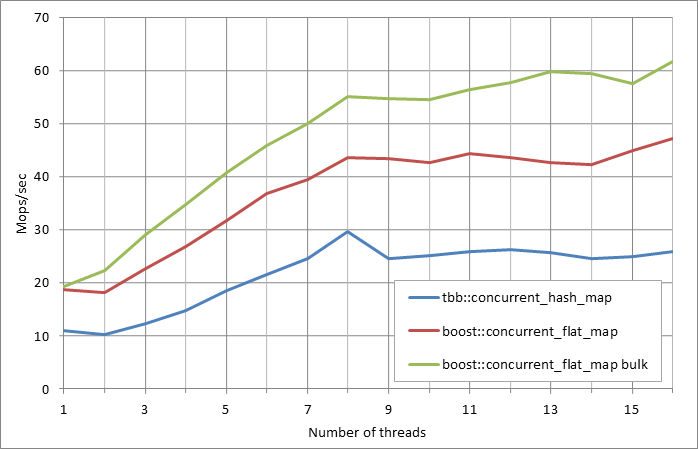 70
60
50
40
30
20
10
0
Mops/sec
tbb::concurrent_hash_map
boost::concurrent_flat_map
boost::concurrent_flat_map bulk
1 3 5 7 9 11 13 15
Number of threads